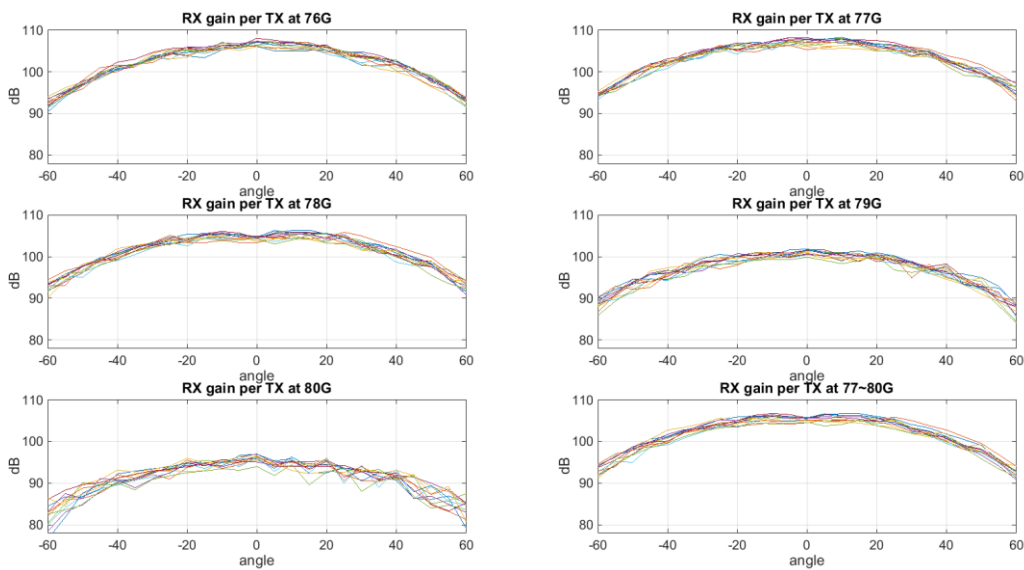 RX gain per TX at 76G
110
100
90
80
dB
-60 -40 -20 0 20 40 60
angle
RX gain per TX at 77G
110
100
90
80
dB
-60 -40 -20 0 20 40 60
angle
RX gain per TX at 78G
110
100
90
80
dB
-60 -40 -20 0 20 40 60
angle
RX gain per TX at 79G
110
100
90
80
dB
-60 -40 -20 0 20 40 60
angle
RX gain per TX at 80G
110
100
90
80
dB
-60 -40 -20 0 20 40 60
angle
RX gain per TX at 77~80G
110
100
90
80
dB
-60 -40 -20 0 20 40 60
angle